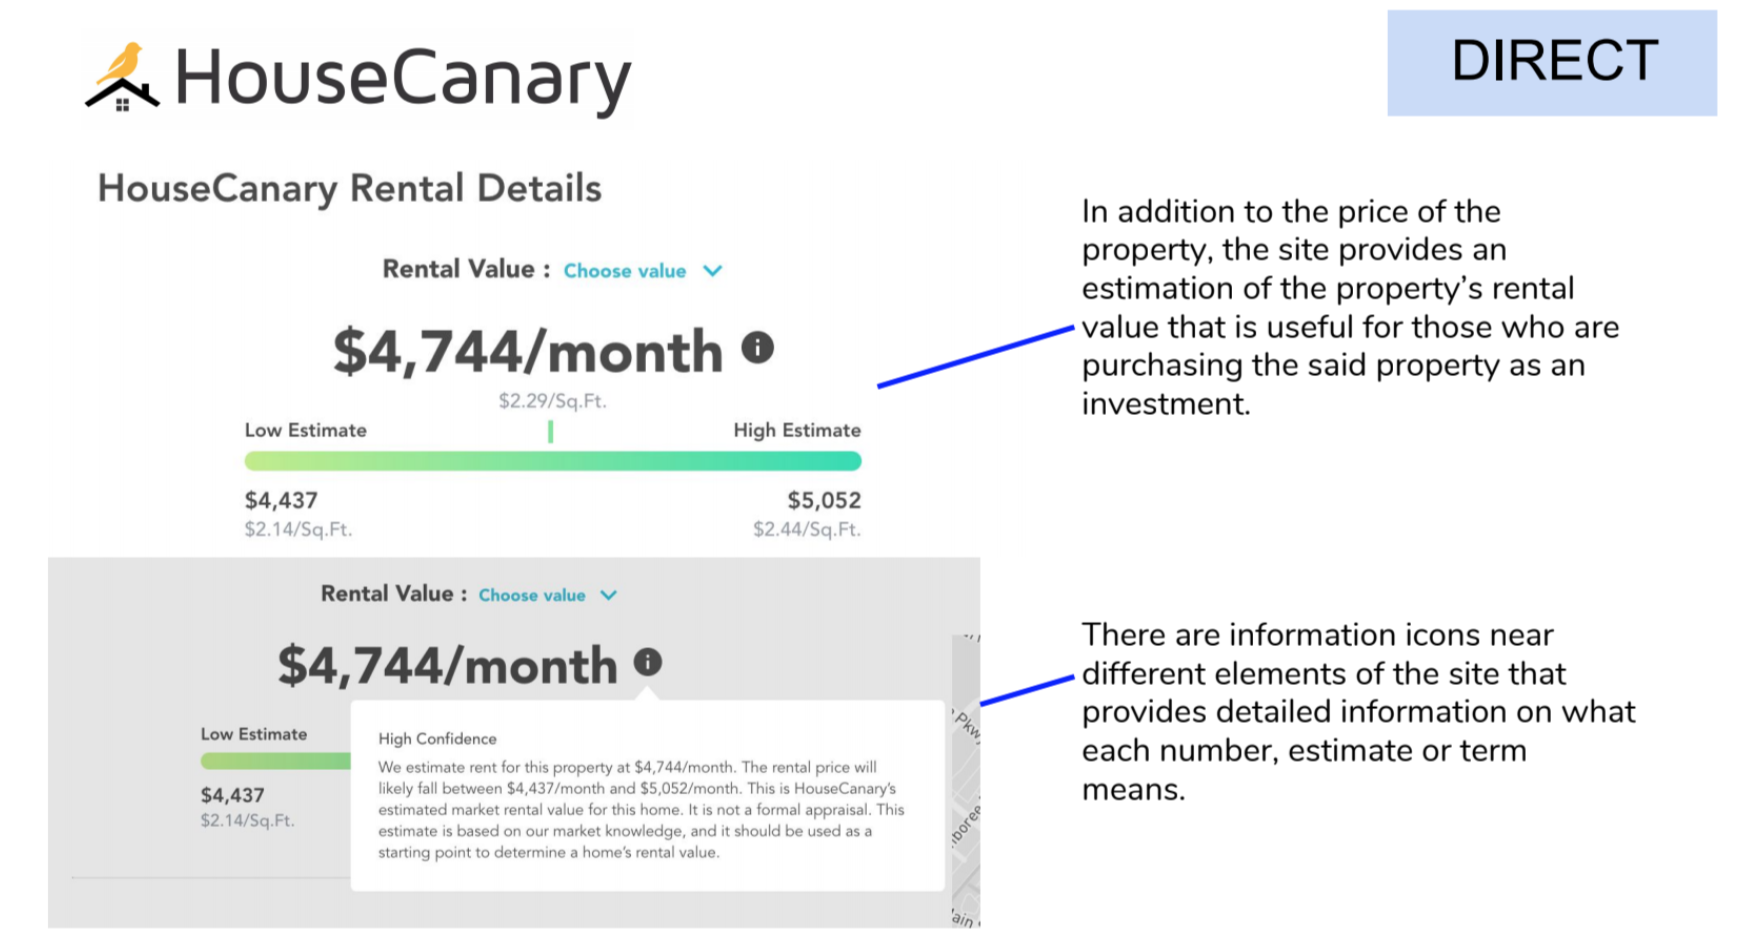 HouseCanary
DIRECT
HouseCanary Rental Details
Rental Value : Choose value
$4,744/month
$2.29/Sq.Ft.
Low Estimate
High Estimate
$4,437
$5,052
$2.14/Sq.Ft.
$2.44/Sq.Ft.
In addition to the price of the
property, the site provides an
estimation of the property's rental
value that is useful for those who are
purchasing the said property as an
investment.
Rental Value : Choose value
$4,744/month
Low Estimate
$4,437
$2.14/Sq.Ft.
High Confidence
We estimate rent for this property at $4,744/month. The rental price will
likely fall between $4,437/month and $5,052/month. This is HouseCanary's
estimated market rental value for this home. It is not a formal appraisal. This
estimate is based on our market knowledge, and it should be used as a
starting point to determine a home's rental value.
Pkwy
There are information icons near
different elements of the site that
provides detailed information on what
each number, estimate or term
means.